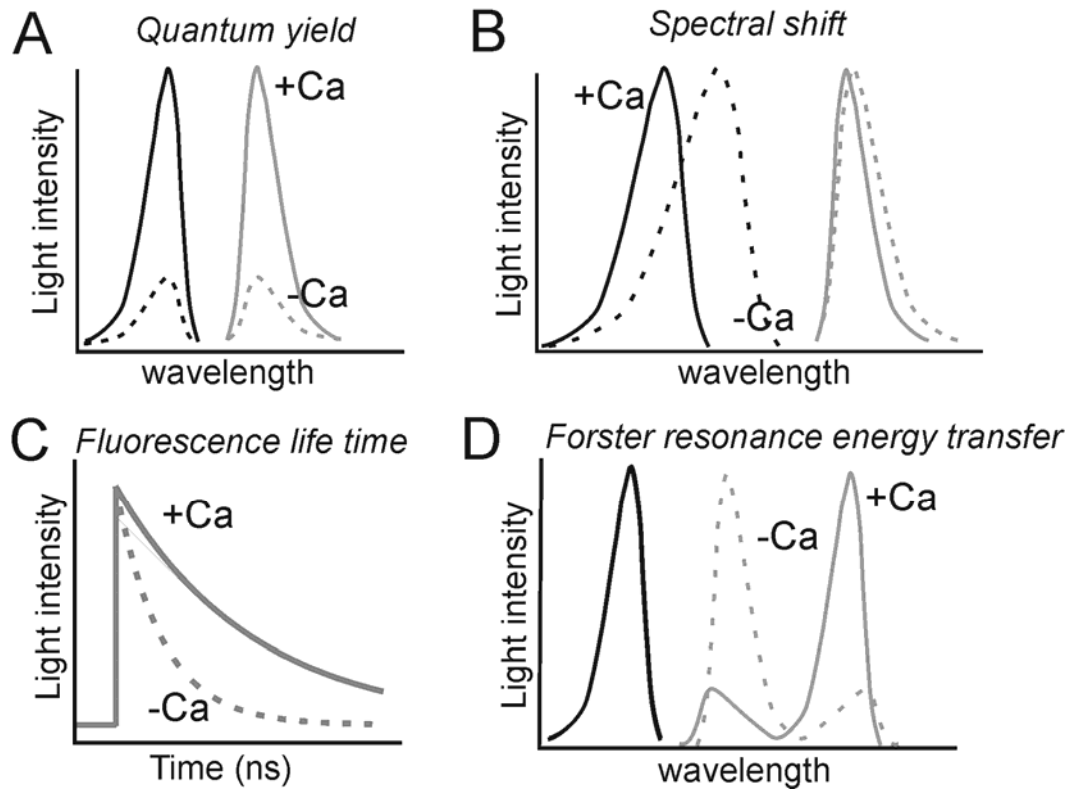 A
Quantum yield
+Ca
-Ca
Light intensity
wavelength
B
Spectral shift
+Ca
-Ca
Light intensity
wavelength
C
Fluorescence life time
+Ca
-Ca
Light intensity
Time (ns)
D
Forster resonance energy transfer
+Ca
-Ca
Light intensity
wavelength